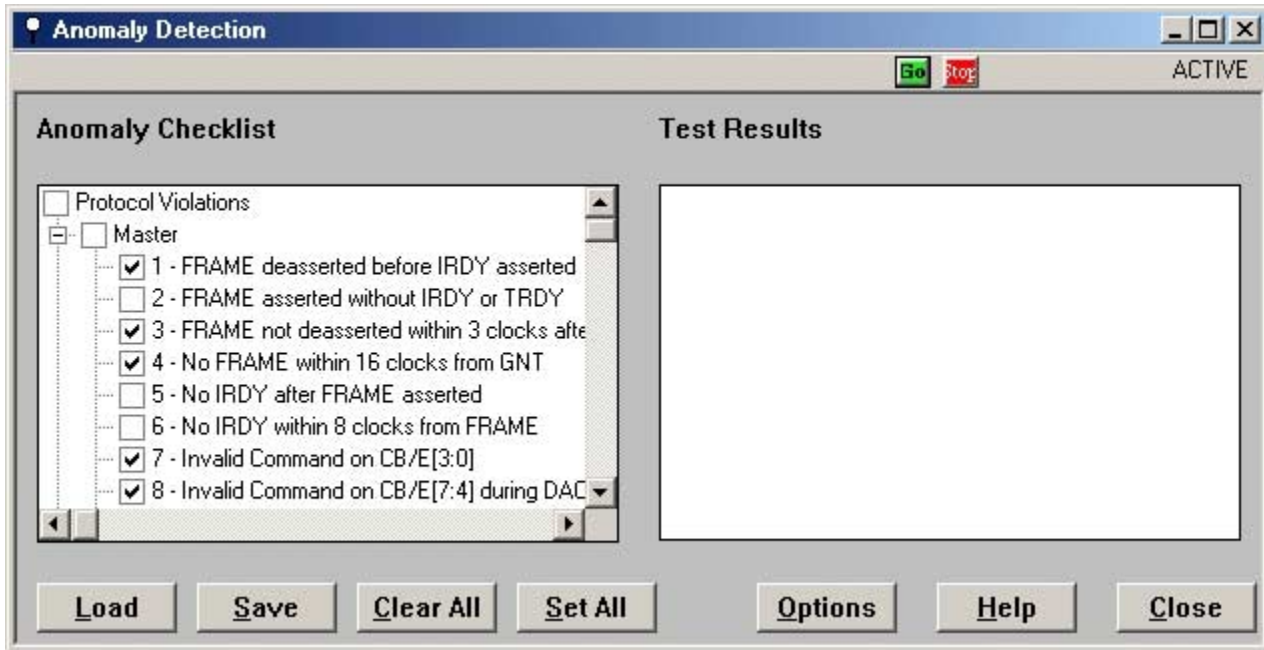 Anomaly Detection
Go Stop ACTIVE
Anomaly Checklist
Protocol Violations
Master
1 - FRAME deasserted before IRDY asserted
2 - FRAME asserted without IRDY or TRDY
3 - FRAME not deasserted within 3 clocks afte
4 - No FRAME within 16 clocks from GNT
5 - No IRDY after FRAME asserted
6 - No IRDY within 8 clocks from FRAME
7 - Invalid Command on CB/E[3:0]
8 - Invalid Command on CB/E[7:4] during DAC
Test Results
Load Save Clear All Set All Options Help Close